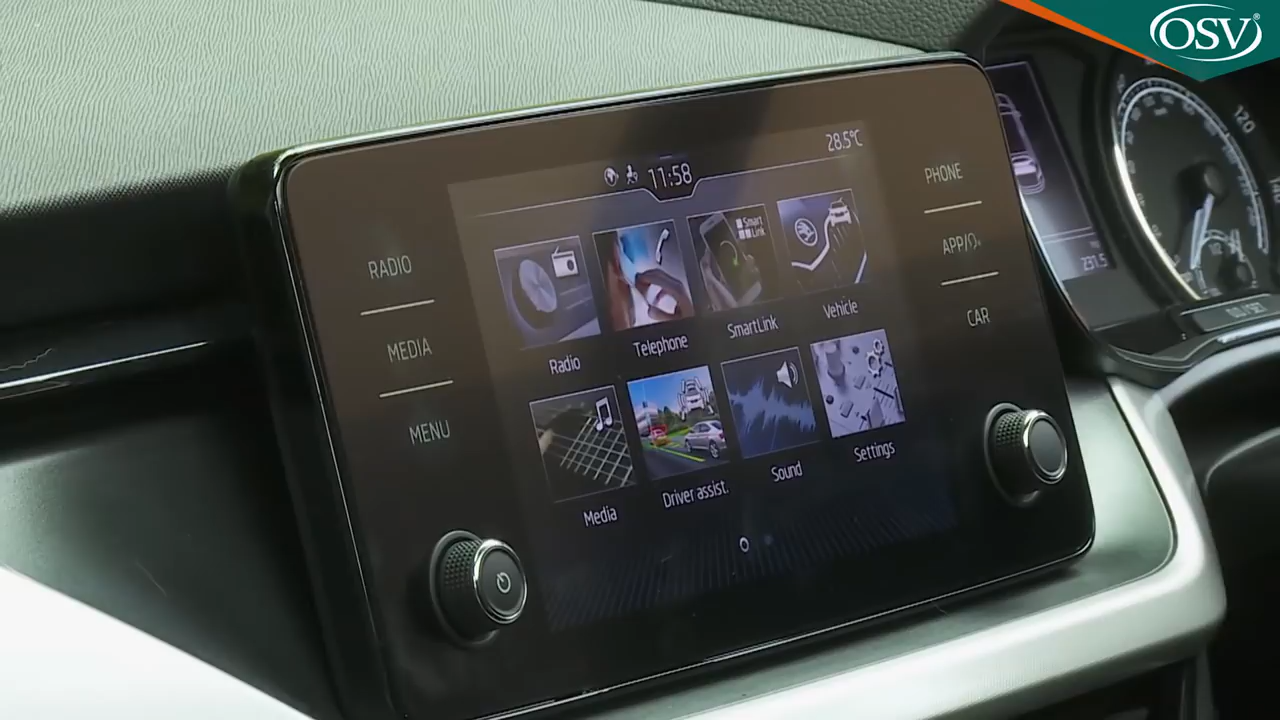 OSV
28.5°C
11:58
RADIO
MEDIA
MENU
Smart
Link
Radio
Telephone
SmartLink
Vehicle
Media
Driver assist.
Sound
Settings
PHONE
CAR
231.5
120